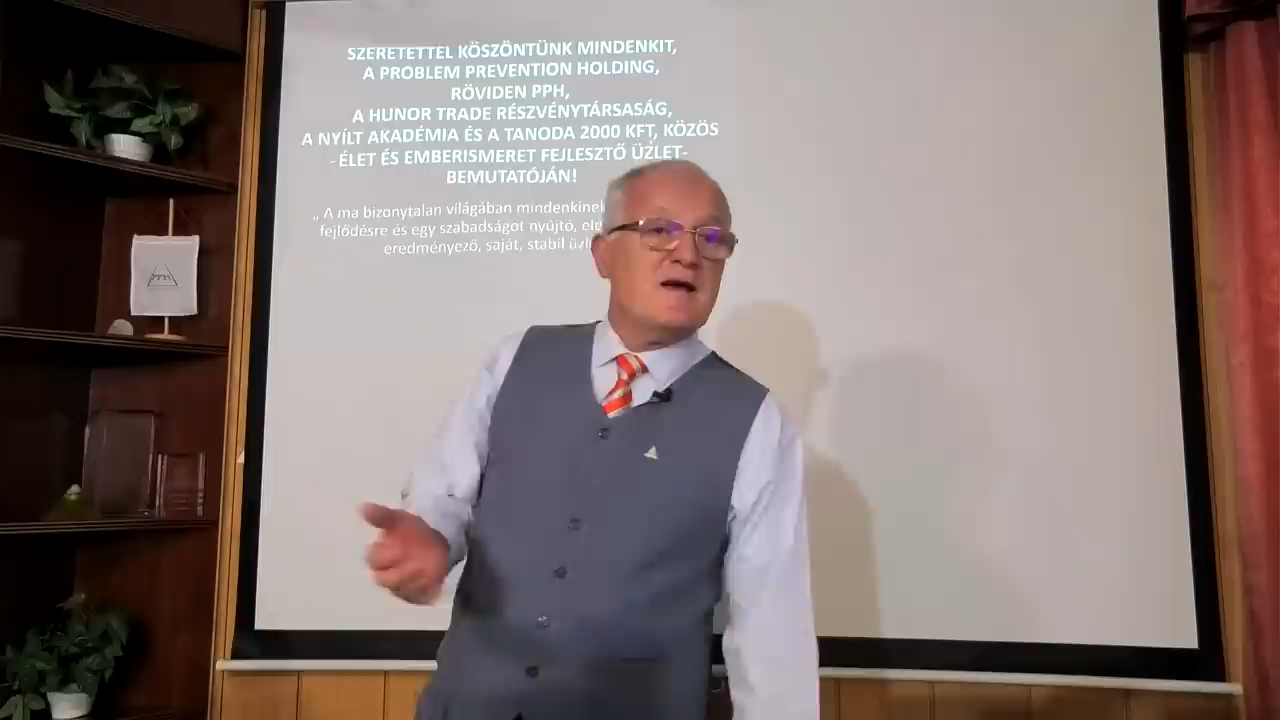 SZERETETTEL KÖSZÖNTÜNK MINDENKIT,
A PROBLEM PREVENTION HOLDING,
RÖVIDEN PPH,
A HUNOR TRADE RÉSZVÉNYTÁRSASÁG,
A NYÍLT AKADÉMIA ÉS A TANODA 2000 KFT, KÖZÖS
- ÉLET ÉS EMBERISMERET FEJLESZTŐ ÜZLET-
BEMUTATÓJÁN!
„ A ma bizonytalan világában
fejlődésre és egy szabadságot nyújtó,
eredményező, saját, stabil